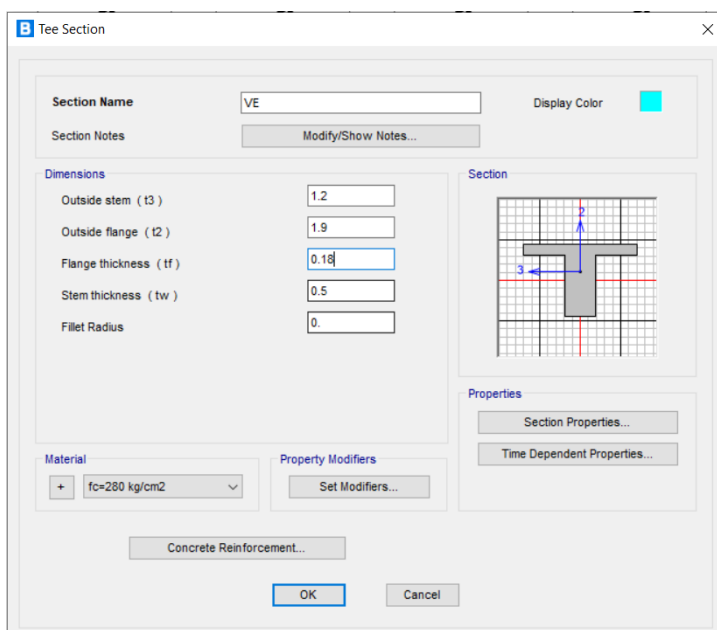 B Tee Section
Section Name VE Display Color
Section Notes Modify/Show Notes...
Dimensions
Outside stem ( t3 ) 1.2
Outside flange ( t2 ) 1.9
Flange thickness ( tf ) 0.18
Stem thickness ( tw ) 0.5
Fillet Radius 0.
Section
2
3
Properties
Section Properties...
Time Dependent Properties...
Material
+ fc=280 kg/cm2
Property Modifiers
Set Modifiers...
Concrete Reinforcement...
OK Cancel